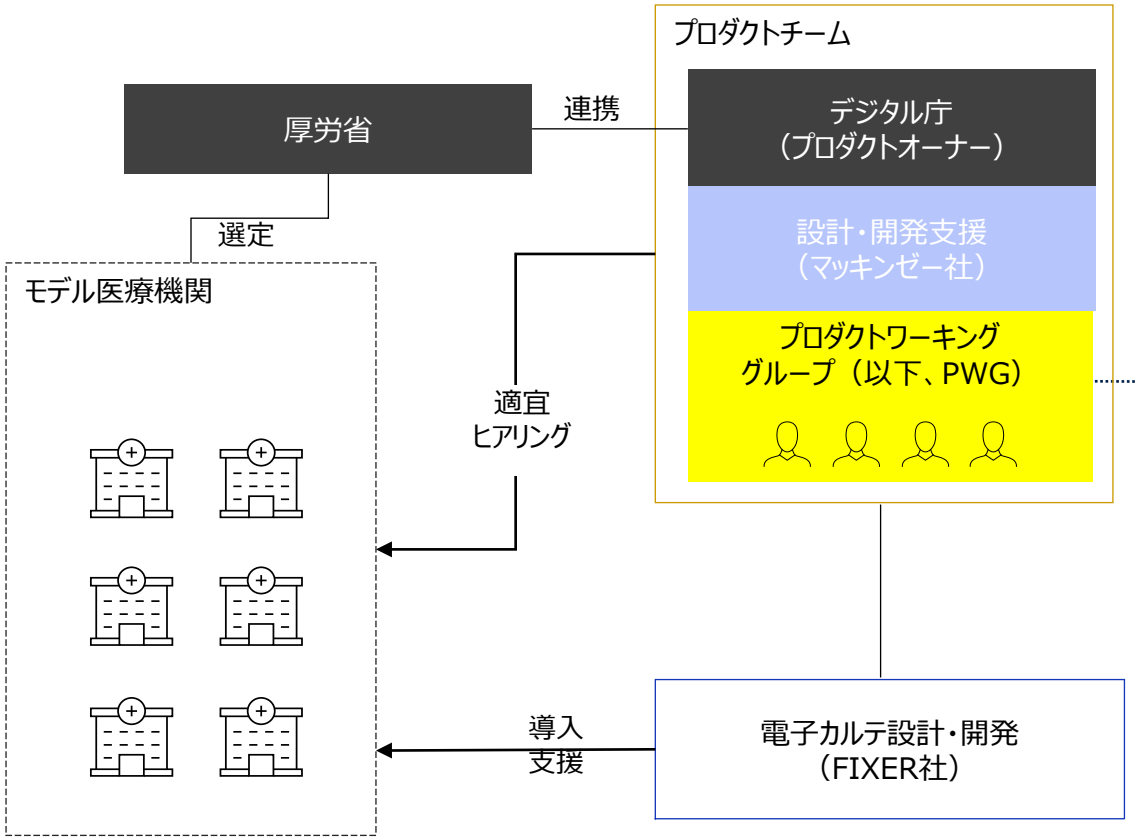 プロダクトチーム
厚労省
連携
デジタル庁
（プロダクトオーナー）
設計・開発支援
（マッキンゼー社）
選定
モデル医療機関
プロダクトワーキング
グループ（以下、PWG）
適宜
ヒアリング
導入
支援
電子カルテ設計・開発
（FIXER社）